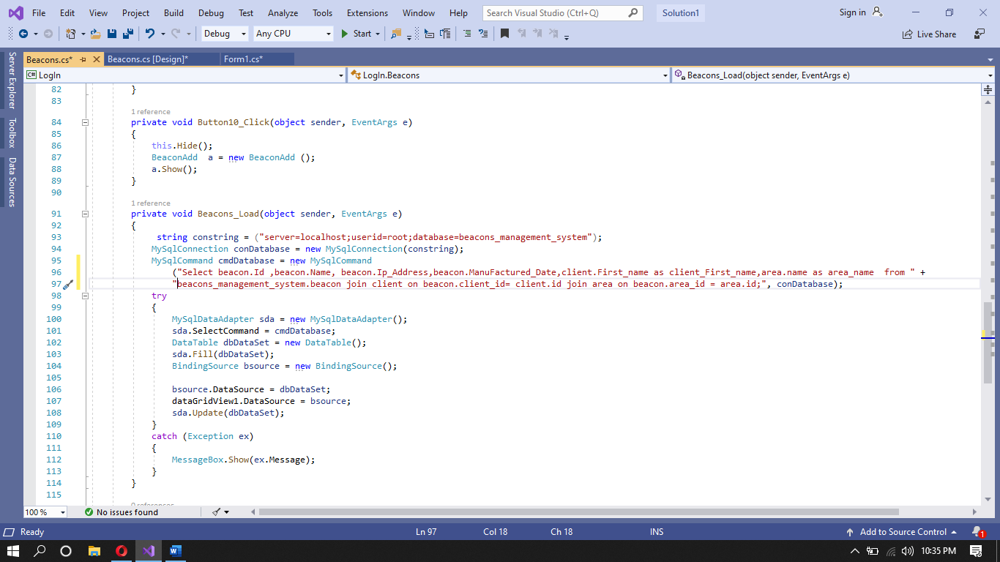 File Edit View Project Build Debug Test Analyze Tools Extensions Window Help Search Visual Studio (Ctrl+Q) Solution1 Sign in
Debug Any CPU Start Live Share
Server Explorer
Toolbox
Data Sources
Beacons.cs* Beacons.cs [Design]* Form1.cs*
C# LogIn LogIn.Beacons Beacons_Load(object sender, EventArgs e)
82 }
83
1 reference
84 private void Button10_Click(object sender, EventArgs e)
85 {
86 this.Hide();
87 BeaconAdd  a = new BeaconAdd ();
88 a.Show();
89 }
90
1 reference
91 private void Beacons_Load(object sender, EventArgs e)
92 {
93 string constring = ("server=localhost;userid=root;database=beacons_management_system");
94 MySqlConnection conDatabase = new MySqlConnection(constring);
95 MySqlCommand cmdDatabase = new MySqlCommand
96 ("Select beacon.Id ,beacon.Name, beacon.Ip_Address,beacon.ManuFactured_Date,client.First_name as client_First_name,area.name as area_name  from " +
97 "beacons_management_system.beacon join client on beacon.client_id= client.id join area on beacon.area_id = area.id;", conDatabase);
98 try
99 {
100 MySqlDataAdapter sda = new MySqlDataAdapter();
101 sda.SelectCommand = cmdDatabase;
102 DataTable dbDataSet = new DataTable();
103 sda.Fill(dbDataSet);
104 BindingSource bsource = new BindingSource();
105
106 bsource.DataSource = dbDataSet;
107 dataGridView1.DataSource = bsource;
108 sda.Update(dbDataSet);
109 }
110 catch (Exception ex)
111 {
112 MessageBox.Show(ex.Message);
113 }
114 }
115
0 references
100 % No issues found
Ready Ln 97 Col 18 Ch 18 INS Add to Source Control 1
W 10:35 PM